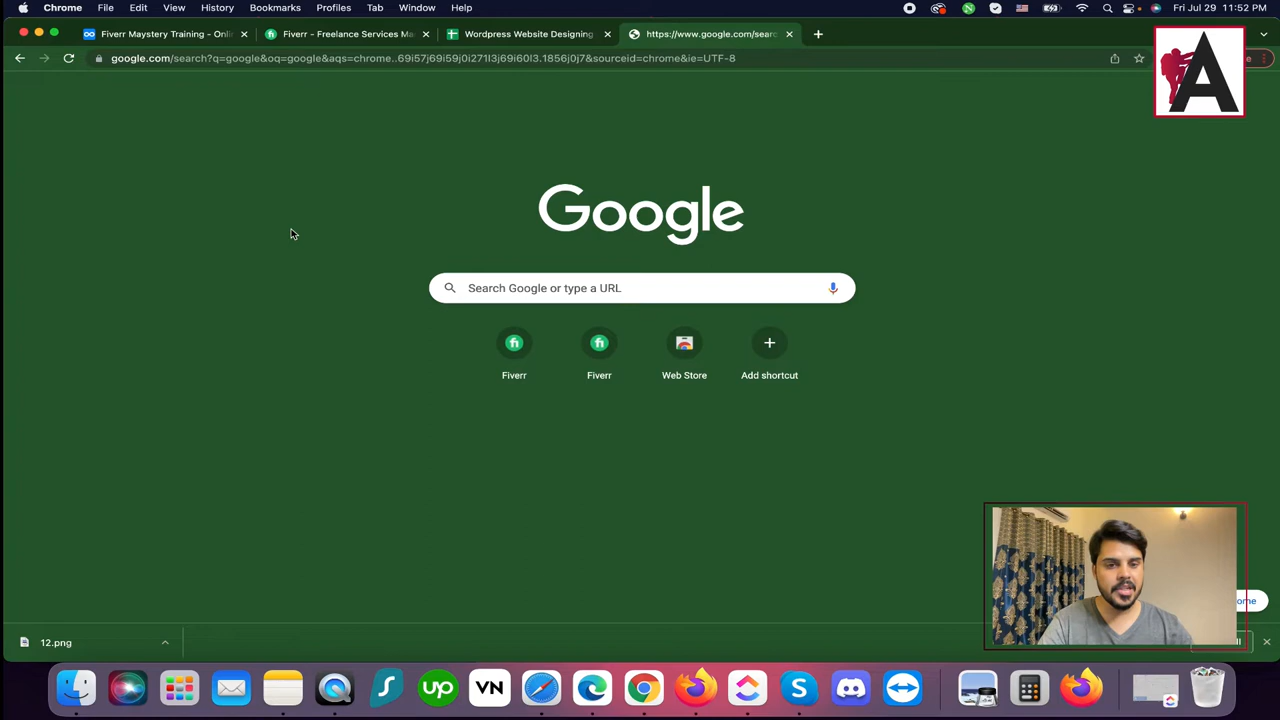 Chrome File Edit View History Bookmarks Profiles Tab Window Help Fri Jul 29 11:52 PM
Fiverr Maystery Training - Onli Fiverr - Freelance Services Ma Wordpress Website Designing https://www.google.com/searc
google.com/search?q=google&oq=google&aqs=chrome..69i57j69i59j0i271l3j69i60l3.1856j0j7&sourceid=chrome&ie=UTF-8
A
Google
Search Google or type a URL
fi fi
Fiverr Fiverr Web Store Add shortcut
12.png
up VN